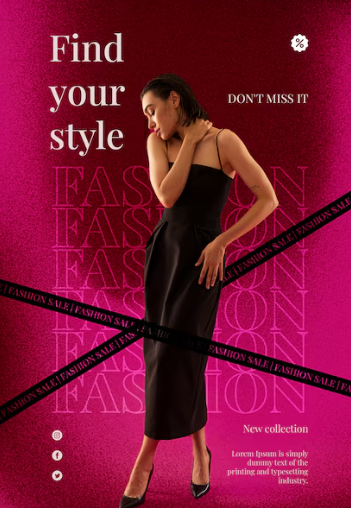 Find
your
style
%
DON'T MISS IT
FASHION
FASHION
FASHION
FASHION
FASHION
FASHION
FASHION SALE | FASHION SALE | FASHION SALE
FASHION SALE | FASHION SALE | FASHION SALE
New collection
Lorem Ipsum is simply
dummy text of the
printing and typesetting
industry.